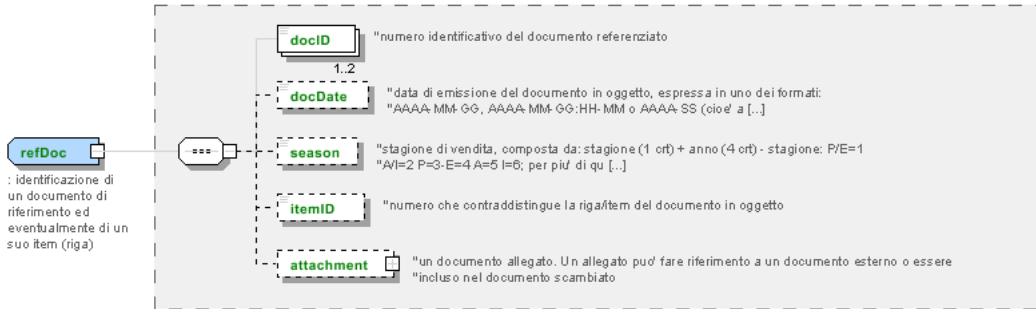 docID
"numero identificativo del documento referenziato
1..2
docDate
"data di emissione del documento in oggetto, espressa in uno dei formati:
"AAAA-MM-GG, AAAA-MM-GG:HH-MM o AAAA-SS (cioe' a [...]
refDoc
season
"stagione di vendita, composta da: stagione (1 crt) + anno (4 crt) - stagione: P/E=1
"A/I=2 P=3-E=4 A=5 I=6; per piu' di qu [...]
: identificazione di
un documento di
riferimento ed
eventualmente di un
suo item (riga)
itemID
"numero che contraddistingue la riga/item del documento in oggetto
attachment
"un documento allegato. Un allegato puo' fare riferimento a un documento esterno o essere
"incluso nel documento scambiato